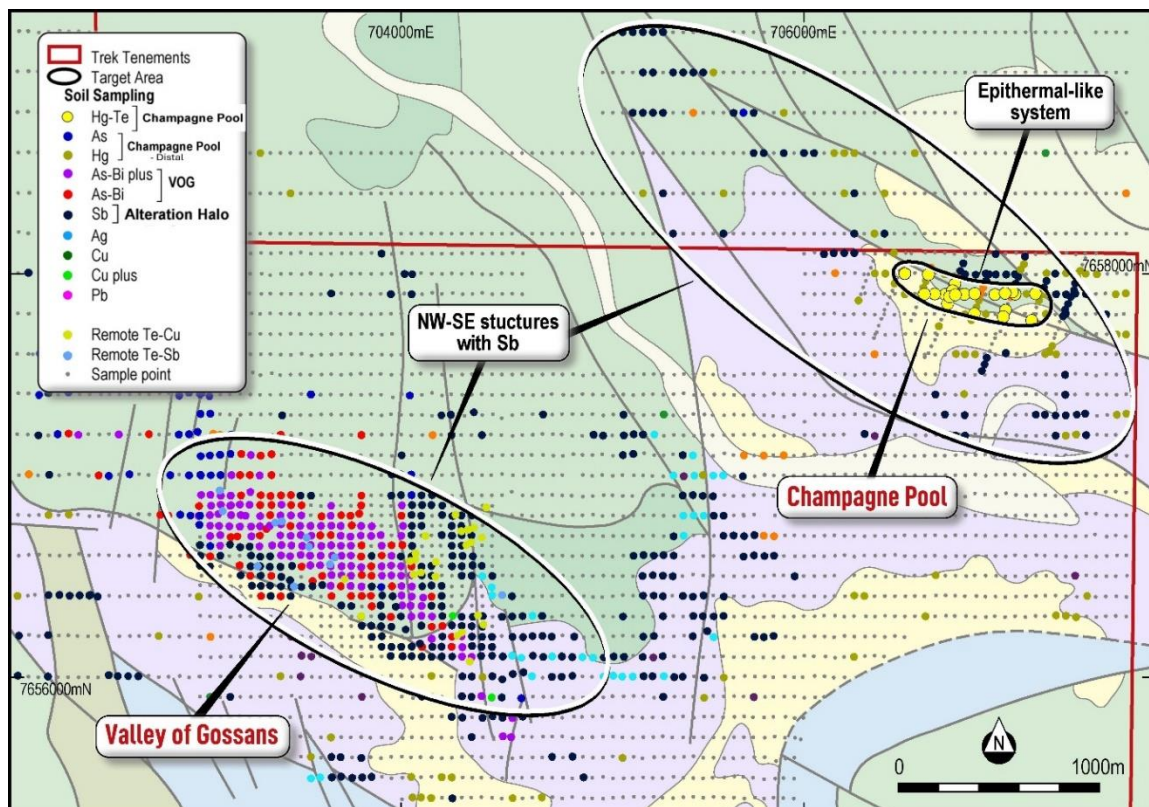 704000mE
706000mE
Trek Tenements
Target Area
Soil Sampling
Hg-Te
Champagne Pool
As
Hg
Champagne Pool
- Distal
As-Bi plus
As-Bi
VOG
Sb
Alteration Halo
Ag
Cu
Cu plus
Pb
Remote Te-Cu
Remote Te-Sb
Sample point
Epithermal-like
system
7658000mN
NW-SE stuctures
with Sb
Champagne Pool
7656000mN
Valley of Gossans
N
0
1000m